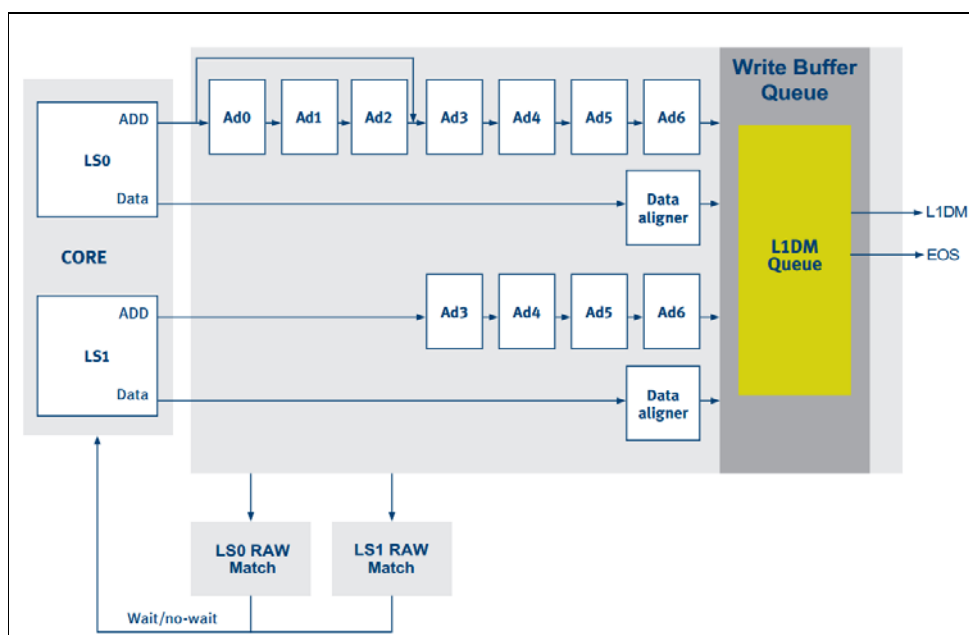 Write Buffer
Queue
ADD
Ad0
Ad1
Ad2
Ad3
Ad4
Ad5
Ad6
LS0
Data
Data
aligner
L1DM
CORE
L1DM
Queue
EOS
ADD
Ad3
Ad4
Ad5
Ad6
LS1
Data
Data
aligner
LS0 RAW
Match
LS1 RAW
Match
Wait/no-wait